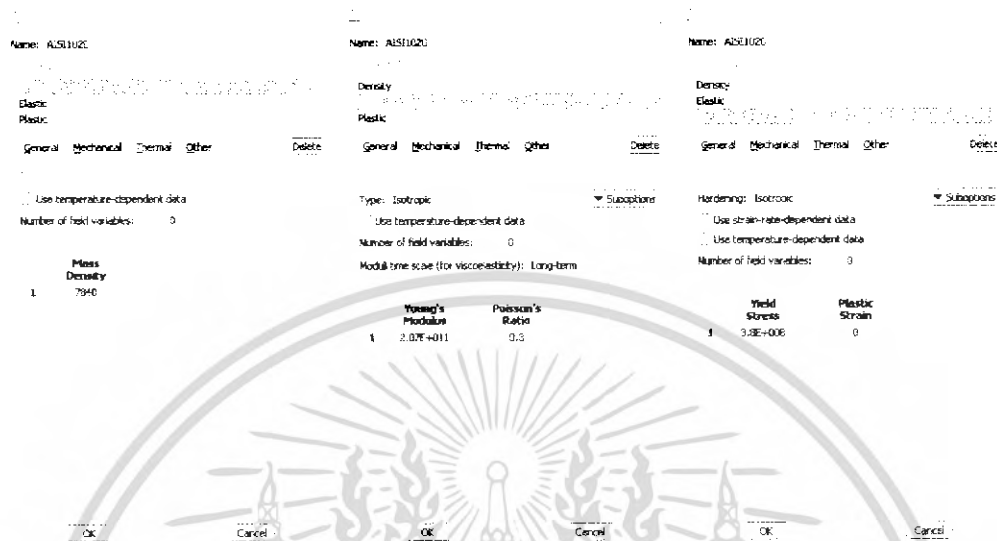 Name: AISI1020
Elastic
Plastic
General Mechanical Thermal Other Delete
Use temperature-dependent data
Number of field variables: 0
Mass
Density
1 7840
OK Cancel
Name: AISI1020
Density
Plastic
General Mechanical Thermal Other Delete
Type: Isotropic Suboptions
Use temperature-dependent data
Number of field variables: 0
Moduli time scale (for viscoelasticity): Long-term
Young's Poisson's
Modulus Ratio
1 2.07E+011 0.3
OK Cancel
Name: AISI1020
Density
Elastic
General Mechanical Thermal Other Delete
Hardening: Isotropic Suboptions
Use strain-rate-dependent data
Use temperature-dependent data
Number of field variables: 0
Yield Plastic
Stress Strain
1 3.8E+008 0
OK Cancel